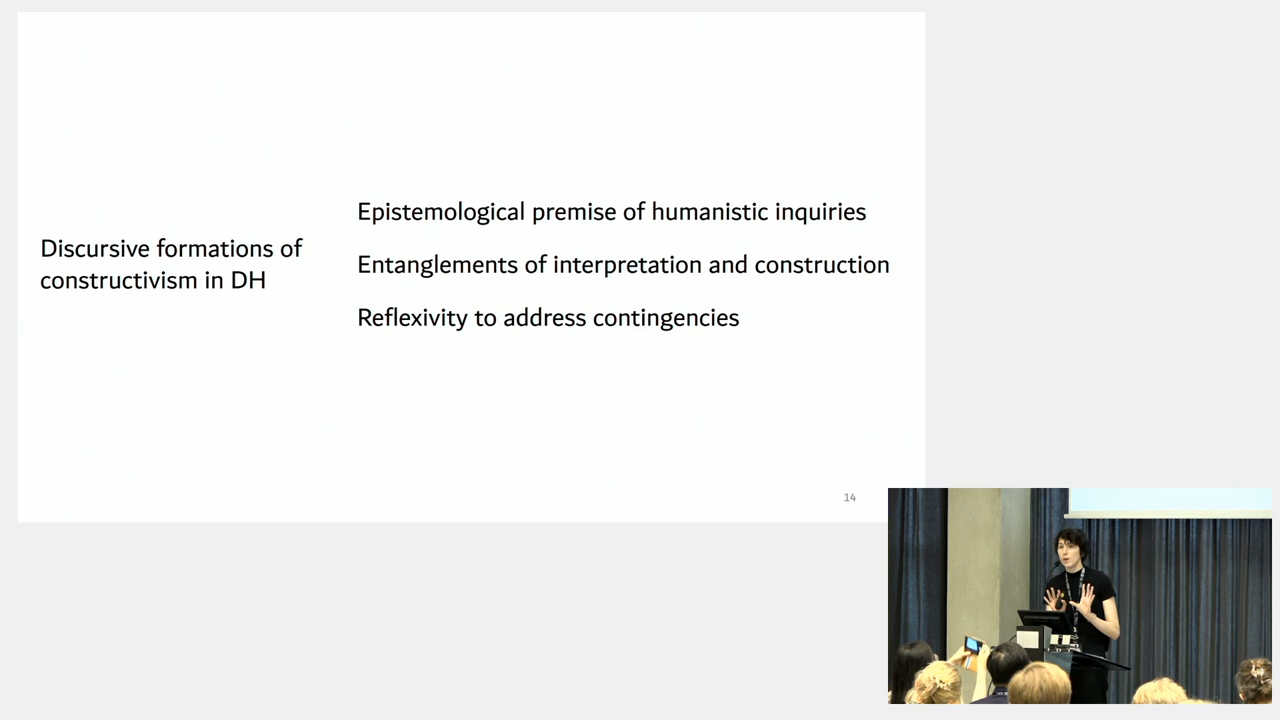 Discursive formations of
constructivism in DH
Epistemological premise of humanistic inquiries
Entanglements of interpretation and construction
Reflexivity to address contingencies
14